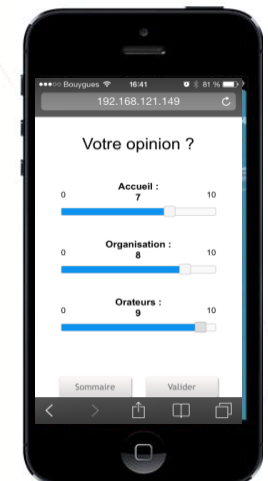 Bouygues 16:41 81 %
192.168.121.149
Votre opinion ?
Accueil :
0 7 10
Organisation :
0 8 10
Orateurs :
0 9 10
Sommaire Valider